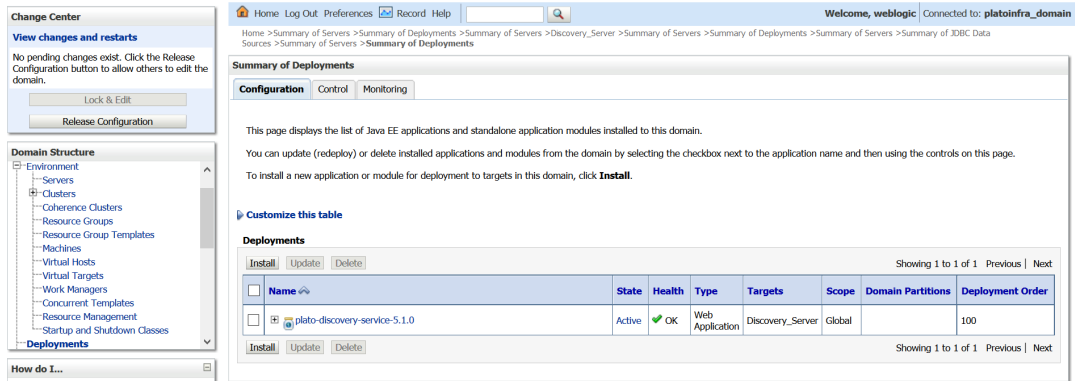 Change Center
View changes and restarts
No pending changes exist. Click the Release
Configuration button to allow others to edit the
domain.
Lock & Edit
Release Configuration
Domain Structure
Environment
Servers
Clusters
Coherence Clusters
Resource Groups
Resource Group Templates
Machines
Virtual Hosts
Virtual Targets
Work Managers
Concurrent Templates
Resource Management
Startup and Shutdown Classes
Deployments
How do I...
Home Log Out Preferences Record Help
Welcome, weblogic Connected to: platoinfra_domain
Home >Summary of Servers >Summary of Deployments >Summary of Servers >Discovery_Server >Summary of Servers >Summary of Deployments >Summary of Servers >Summary of JDBC Data
Sources >Summary of Servers >Summary of Deployments
Summary of Deployments
Configuration Control Monitoring
This page displays the list of Java EE applications and standalone application modules installed to this domain.
You can update (redeploy) or delete installed applications and modules from the domain by selecting the checkbox next to the application name and then using the controls on this page.
To install a new application or module for deployment to targets in this domain, click Install.
Customize this table
Deployments
Install Update Delete Showing 1 to 1 of 1 Previous | Next
Name State Health Type Targets Scope Domain Partitions Deployment Order
plato-discovery-service-5.1.0 Active OK Web Application Discovery_Server Global 100
Install Update Delete Showing 1 to 1 of 1 Previous | Next